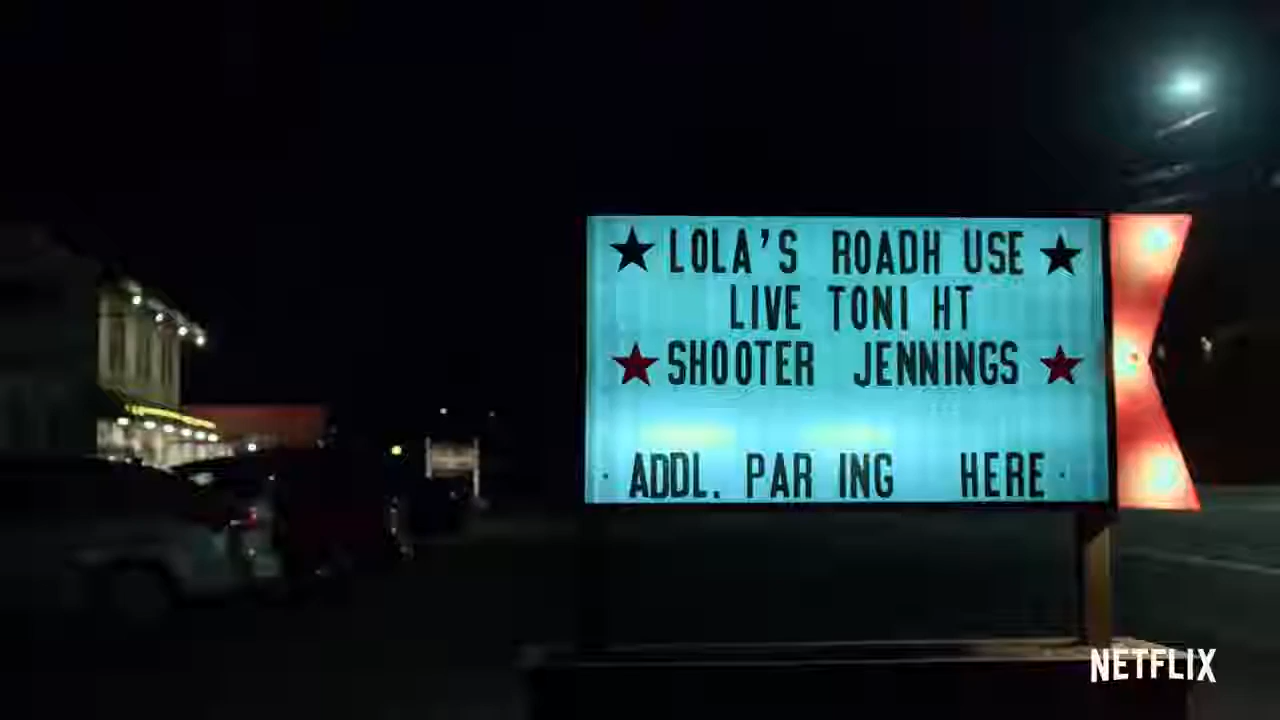 ★ LOLA'S ROADH USE ★
LIVE TONI HT
★ SHOOTER JENNINGS ★
ADDL. PAR ING HERE
NETFLIX